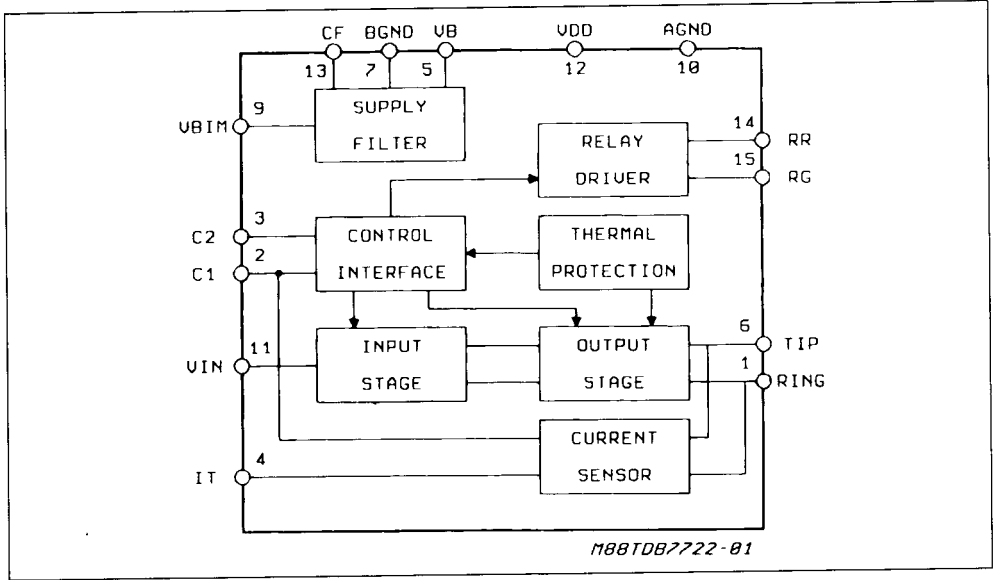 CF BGND VB VDD AGND
13 7 5 12 10
9
VBIM
SUPPLY
FILTER
RELAY
DRIVER
14
RR
15
RG
3
C2
2
C1
CONTROL
INTERFACE
THERMAL
PROTECTION
11
VIN
INPUT
STAGE
OUTPUT
STAGE
6
TIP
1
RING
CURRENT
SENSOR
4
IT
M88TDB7722-01